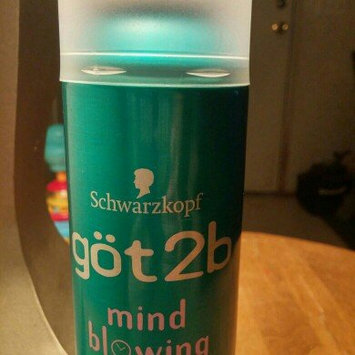 Schwarzkopf
göt2b
mind
blowing